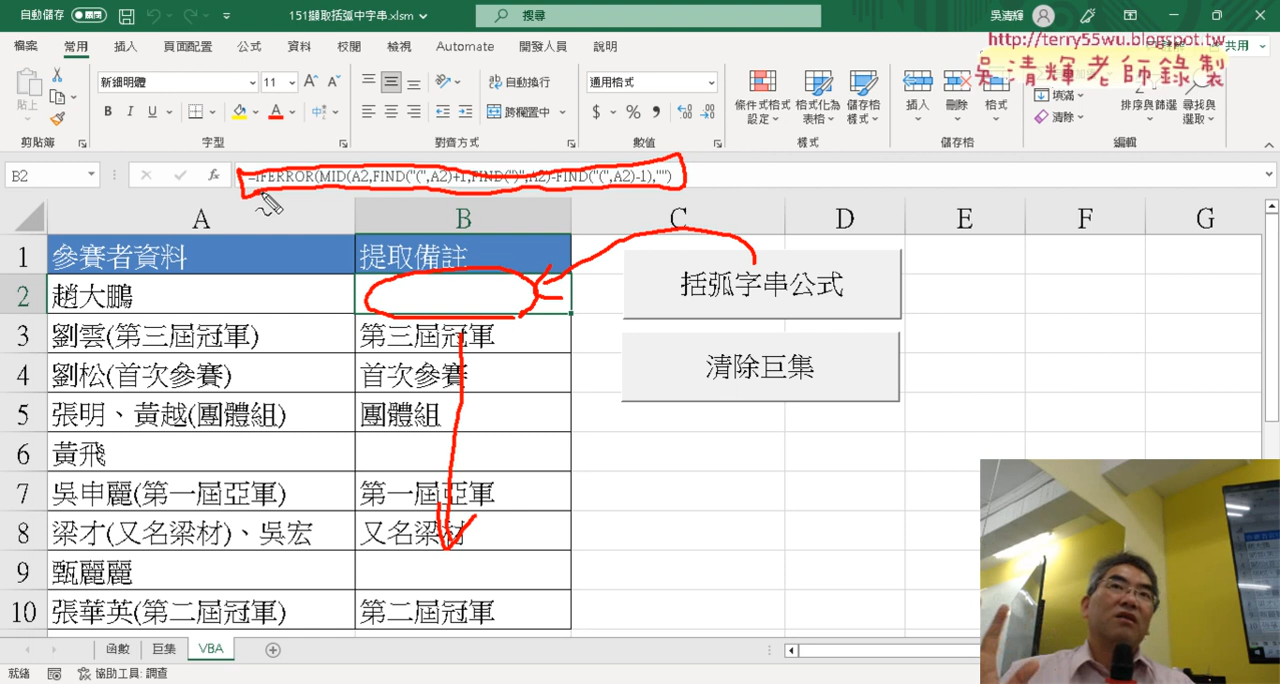 自動儲存 關閉 151擷取括弧中字串.xlsm 搜尋 吳清輝
http://terry55wu.blogspot.tw
吳清輝老師錄製
檔案 常用 插入 頁面配置 公式 資料 校閱 檢視 Automate 開發人員 說明 共用
新細明體 11 自動換行 通用格式
貼上 B I U 跨欄置中 $ % 條件式格式設定 格式化為表格 儲存格樣式 插入 刪除 格式 填滿 清除 排序與篩選 尋找與選取
剪貼簿 字型 對齊方式 數值 樣式 儲存格 編輯
B2 fx =IFERROR(MID(A2,FIND("(",A2)+1,FIND(")",A2)-FIND("(",A2)-1),"")
A B C D E F G
1 參賽者資料 提取備註
2 趙大鵬
括弧字串公式
3 劉雲(第三屆冠軍) 第三屆冠軍
清除巨集
4 劉松(首次參賽) 首次參賽
5 張明、黃越(團體組) 團體組
6 黃飛
7 吳申麗(第一屆亞軍) 第一屆亞軍
8 梁才(又名梁材)、吳宏 又名梁材
9 甄麗麗
10 張華英(第二屆冠軍) 第二屆冠軍
函數 巨集 VBA
就緒 協助工具: 調查